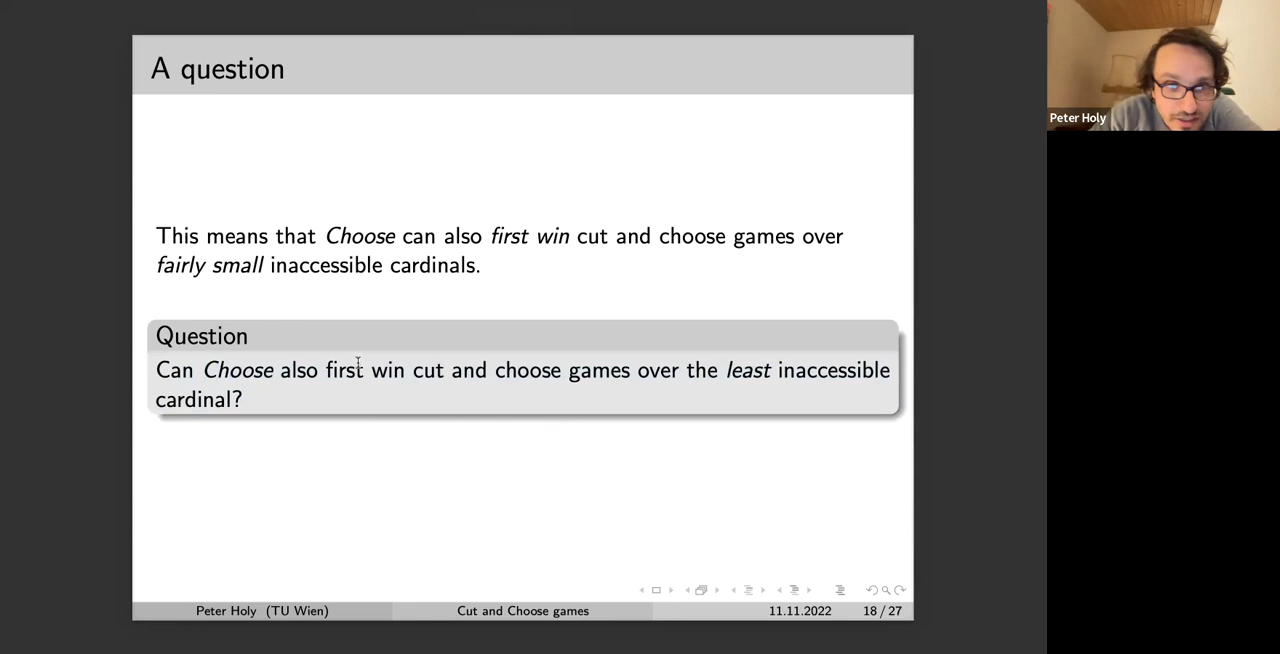 A question
This means that Choose can also first win cut and choose games over
fairly small inaccessible cardinals.
Question
Can Choose also first win cut and choose games over the least inaccessible
cardinal?
Peter Holy (TU Wien)
Cut and Choose games
11.11.2022
18 / 27
Peter Holy